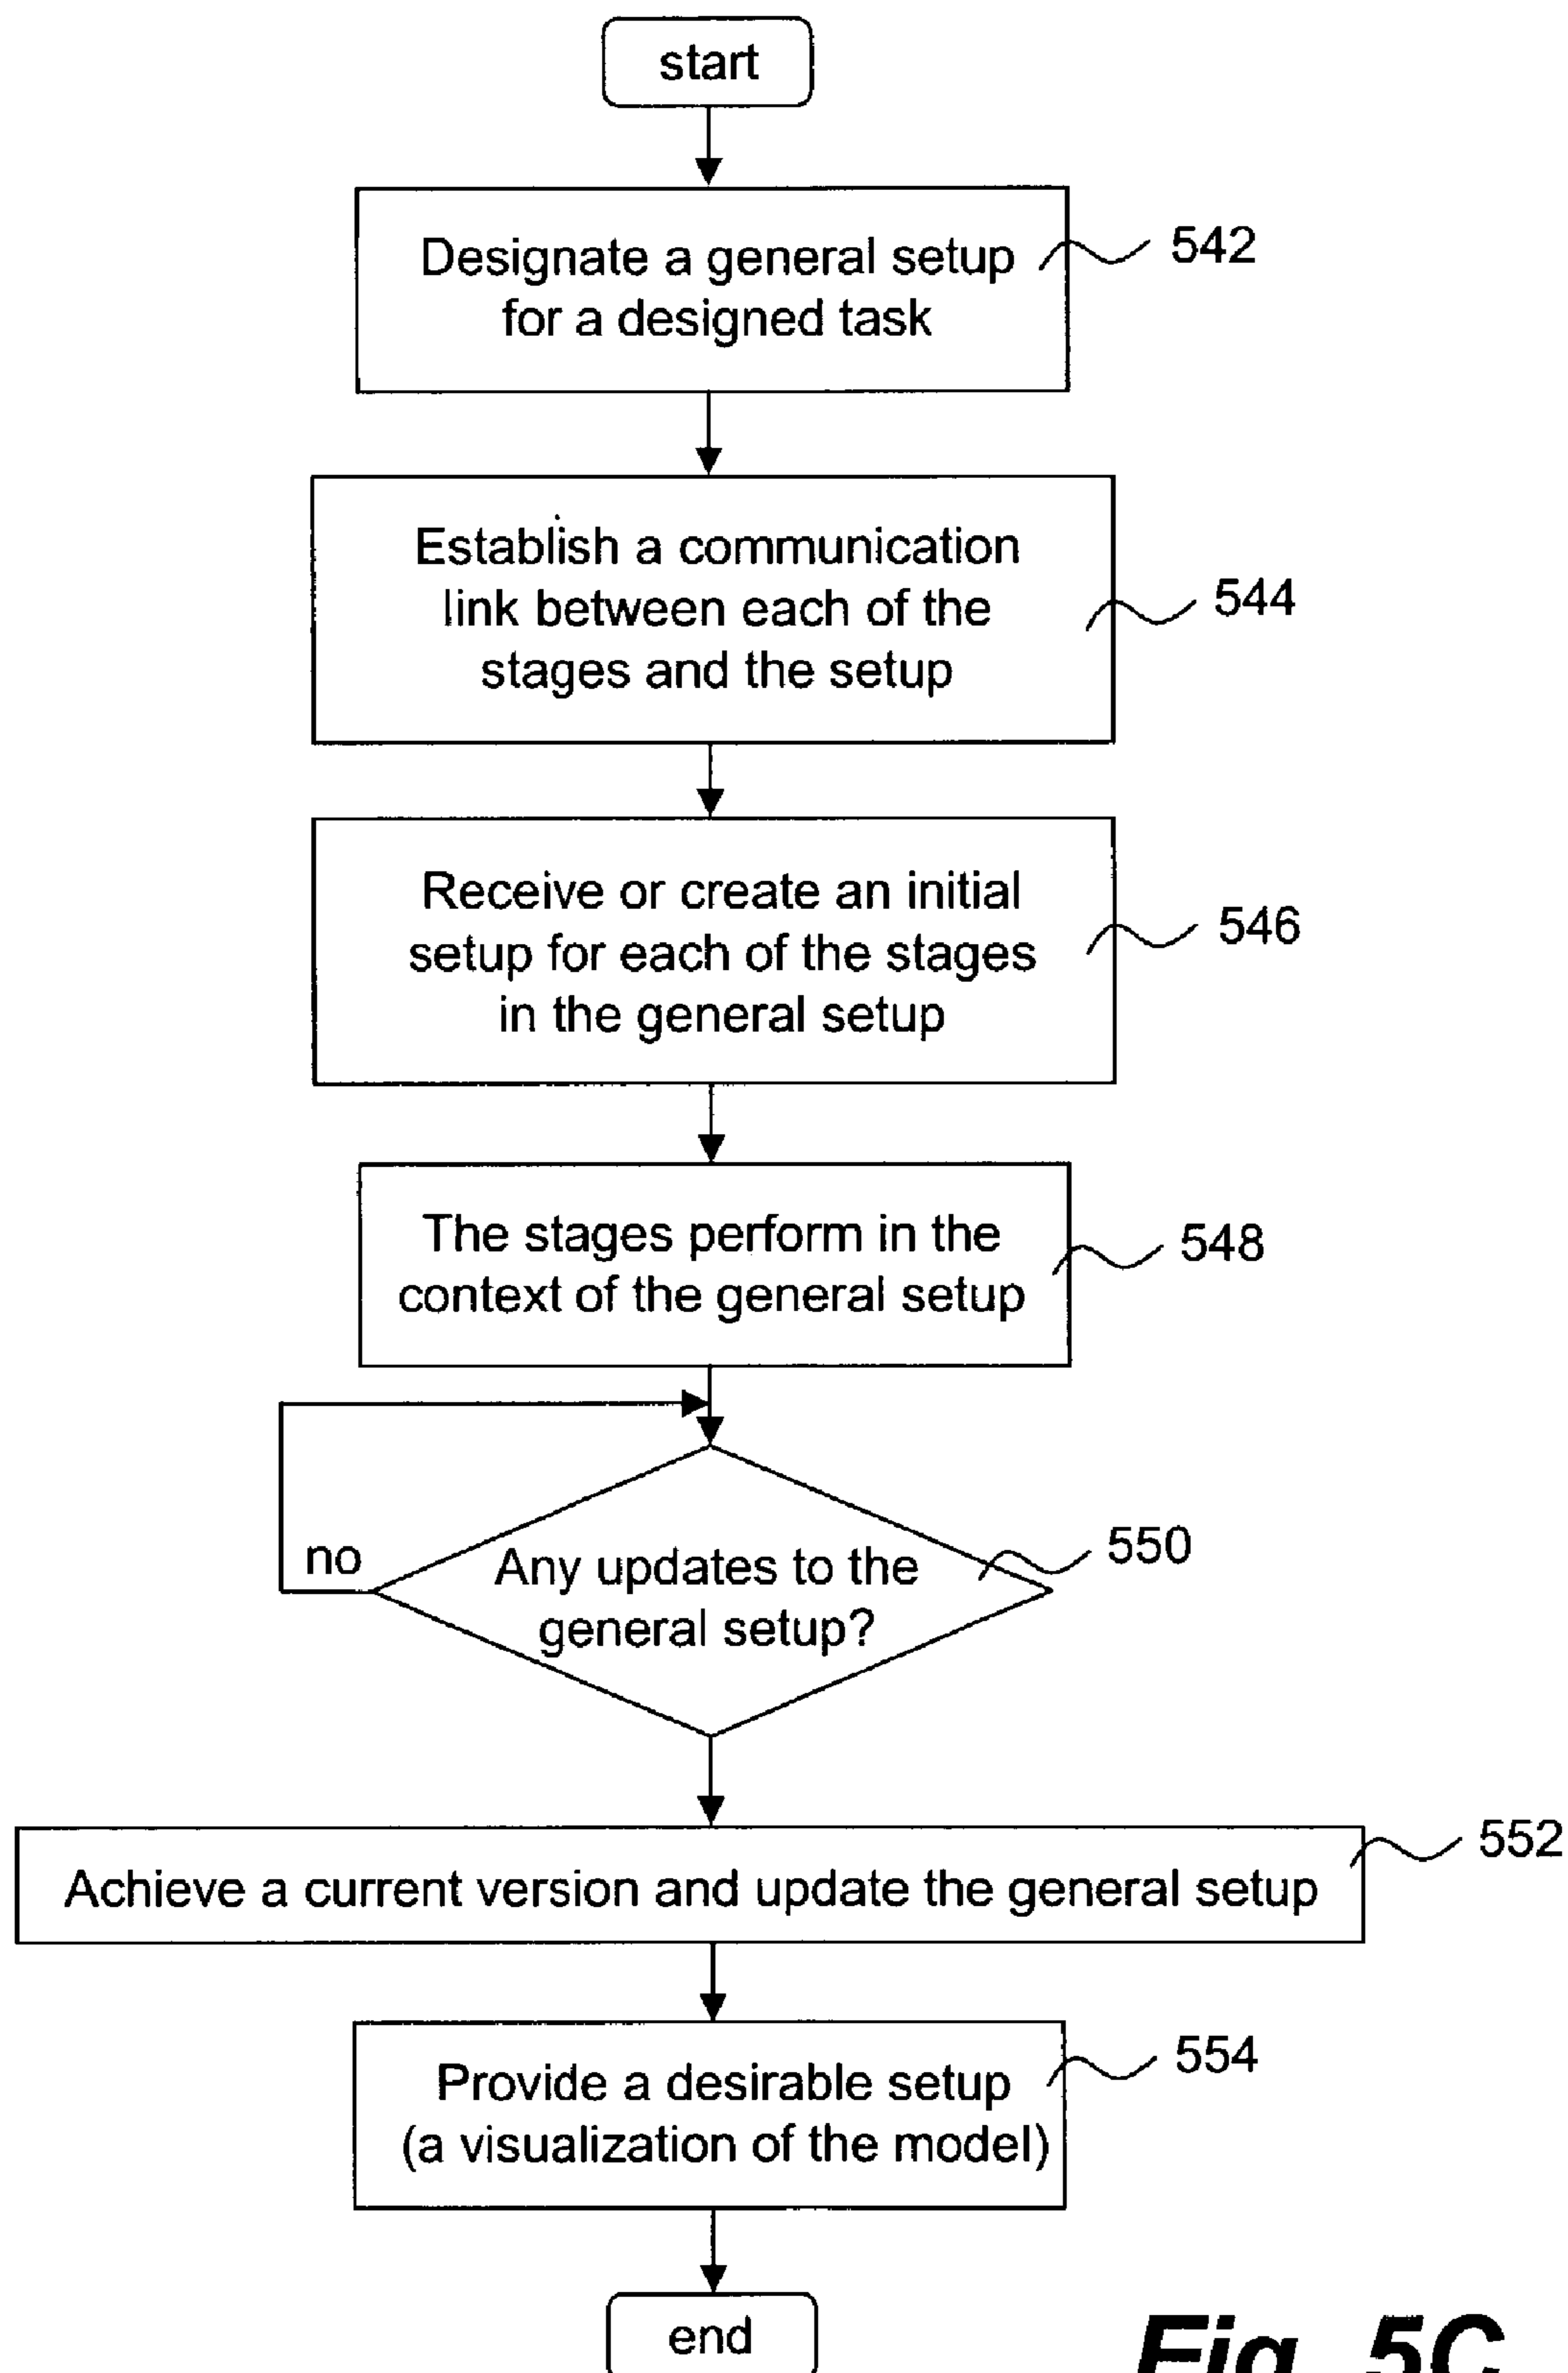 start
Designate a general setup
for a designed task
542
Establish a communication
link between each of the
stages and the setup
544
Receive or create an initial
setup for each of the stages
in the general setup
546
The stages perform in the
context of the general setup
548
no
Any updates to the
general setup?
550
Achieve a current version and update the general setup
552
Provide a desirable setup
(a visualization of the model)
554
end
Fig. 5C